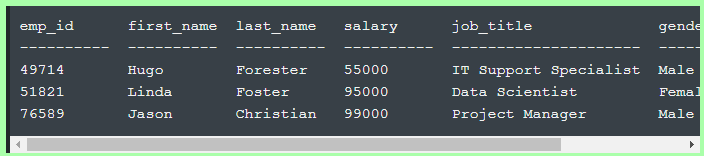 emp_id first_name last_name salary job_title gende
---------- ---------- ---------- ---------- -------------------- -----
49714 Hugo Forester 55000 IT Support Specialist Male
51821 Linda Foster 95000 Data Scientist Femal
76589 Jason Christian 99000 Project Manager Male